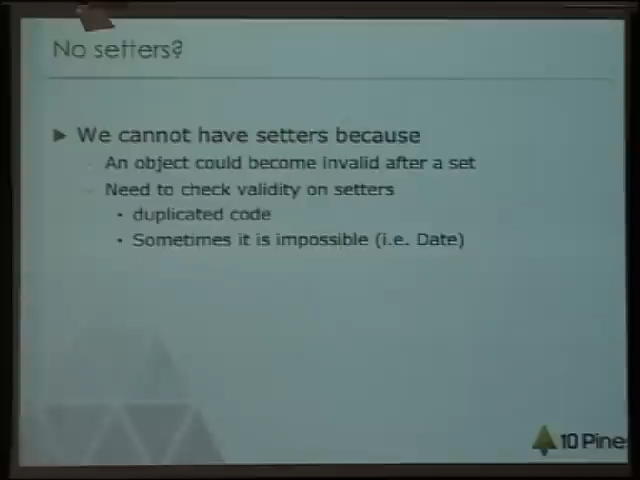 No setters?
► We cannot have setters because
– An object could become invalid after a set
– Need to check validity on setters
• duplicated code
• Sometimes it is impossible (i.e. Date)
10 Pine